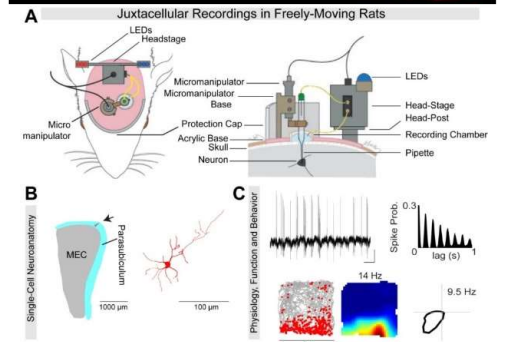 A
Juxtacellular Recordings in Freely-Moving Rats
LEDs
Headstage
Micro
manipulator
Micromanipulator
Micromanipulator
Base
Protection Cap
Acrylic Base
Skull
Neuron
LEDs
Head-Stage
Head-Post
Recording Chamber
Pipette
B
Single-Cell Neuroanatomy
MEC
Parasubiculum
1000 µm
100 µm
C
Physiology, Function and Behavior
0.3
Spike Prob.
0
1
lag (s)
14 Hz
9.5 Hz